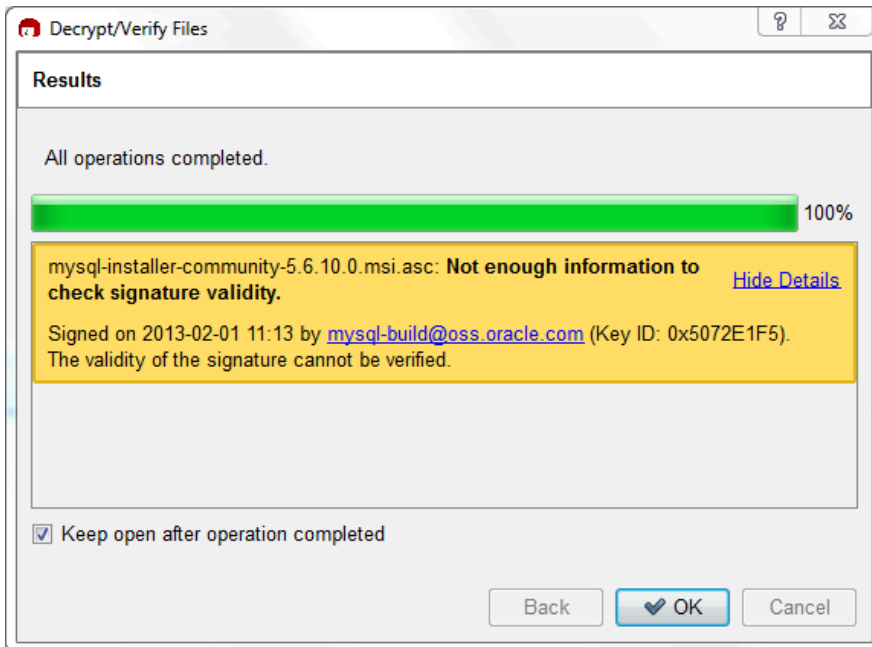 Decrypt/Verify Files
Results
All operations completed.
100%
mysql-installer-community-5.6.10.0.msi.asc: Not enough information to
check signature validity.
Hide Details
Signed on 2013-02-01 11:13 by mysql-build@oss.oracle.com (Key ID: 0x5072E1F5).
The validity of the signature cannot be verified.
Keep open after operation completed
Back
OK
Cancel